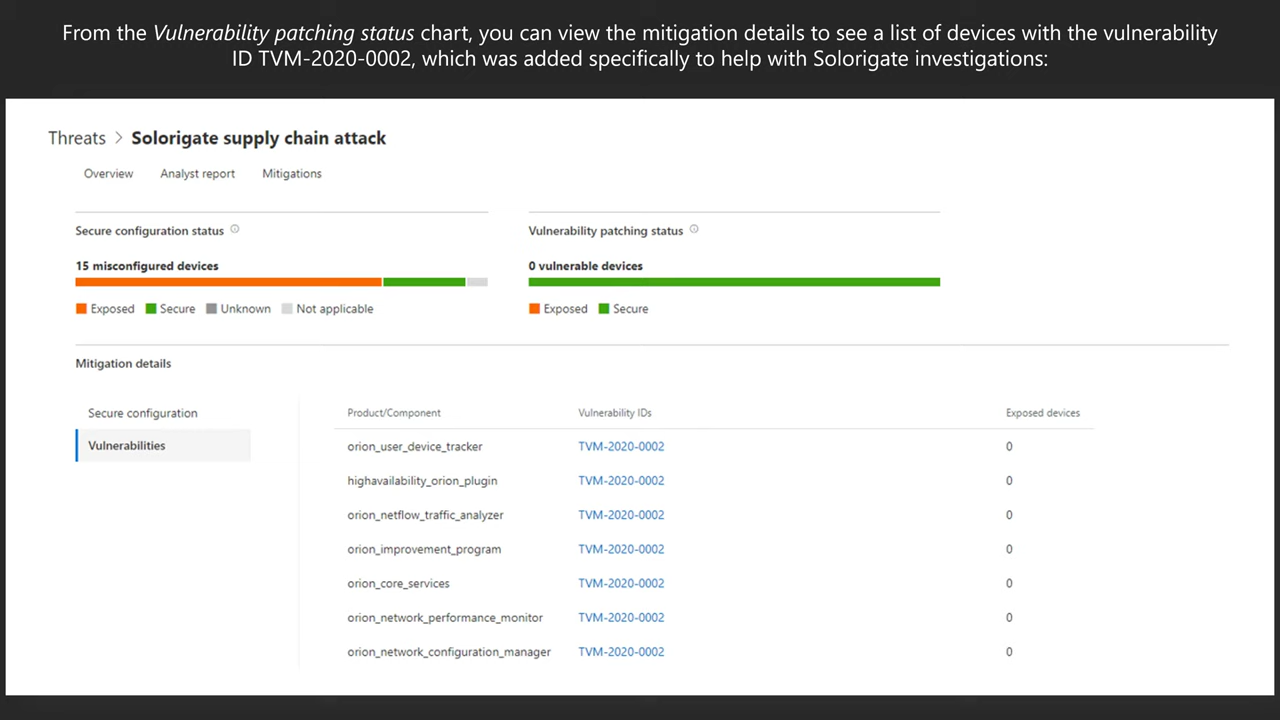 From the Vulnerability patching status chart, you can view the mitigation details to see a list of devices with the vulnerability
ID TVM-2020-0002, which was added specifically to help with Solorigate investigations:
Threats > Solorigate supply chain attack
Overview Analyst report Mitigations
Secure configuration status
15 misconfigured devices
Exposed Secure Unknown Not applicable
Vulnerability patching status
0 vulnerable devices
Exposed Secure
Mitigation details
Secure configuration
Vulnerabilities
Product/Component Vulnerability IDs Exposed devices
orion_user_device_tracker TVM-2020-0002 0
highavailability_orion_plugin TVM-2020-0002 0
orion_netflow_traffic_analyzer TVM-2020-0002 0
orion_improvement_program TVM-2020-0002 0
orion_core_services TVM-2020-0002 0
orion_network_performance_monitor TVM-2020-0002 0
orion_network_configuration_manager TVM-2020-0002 0